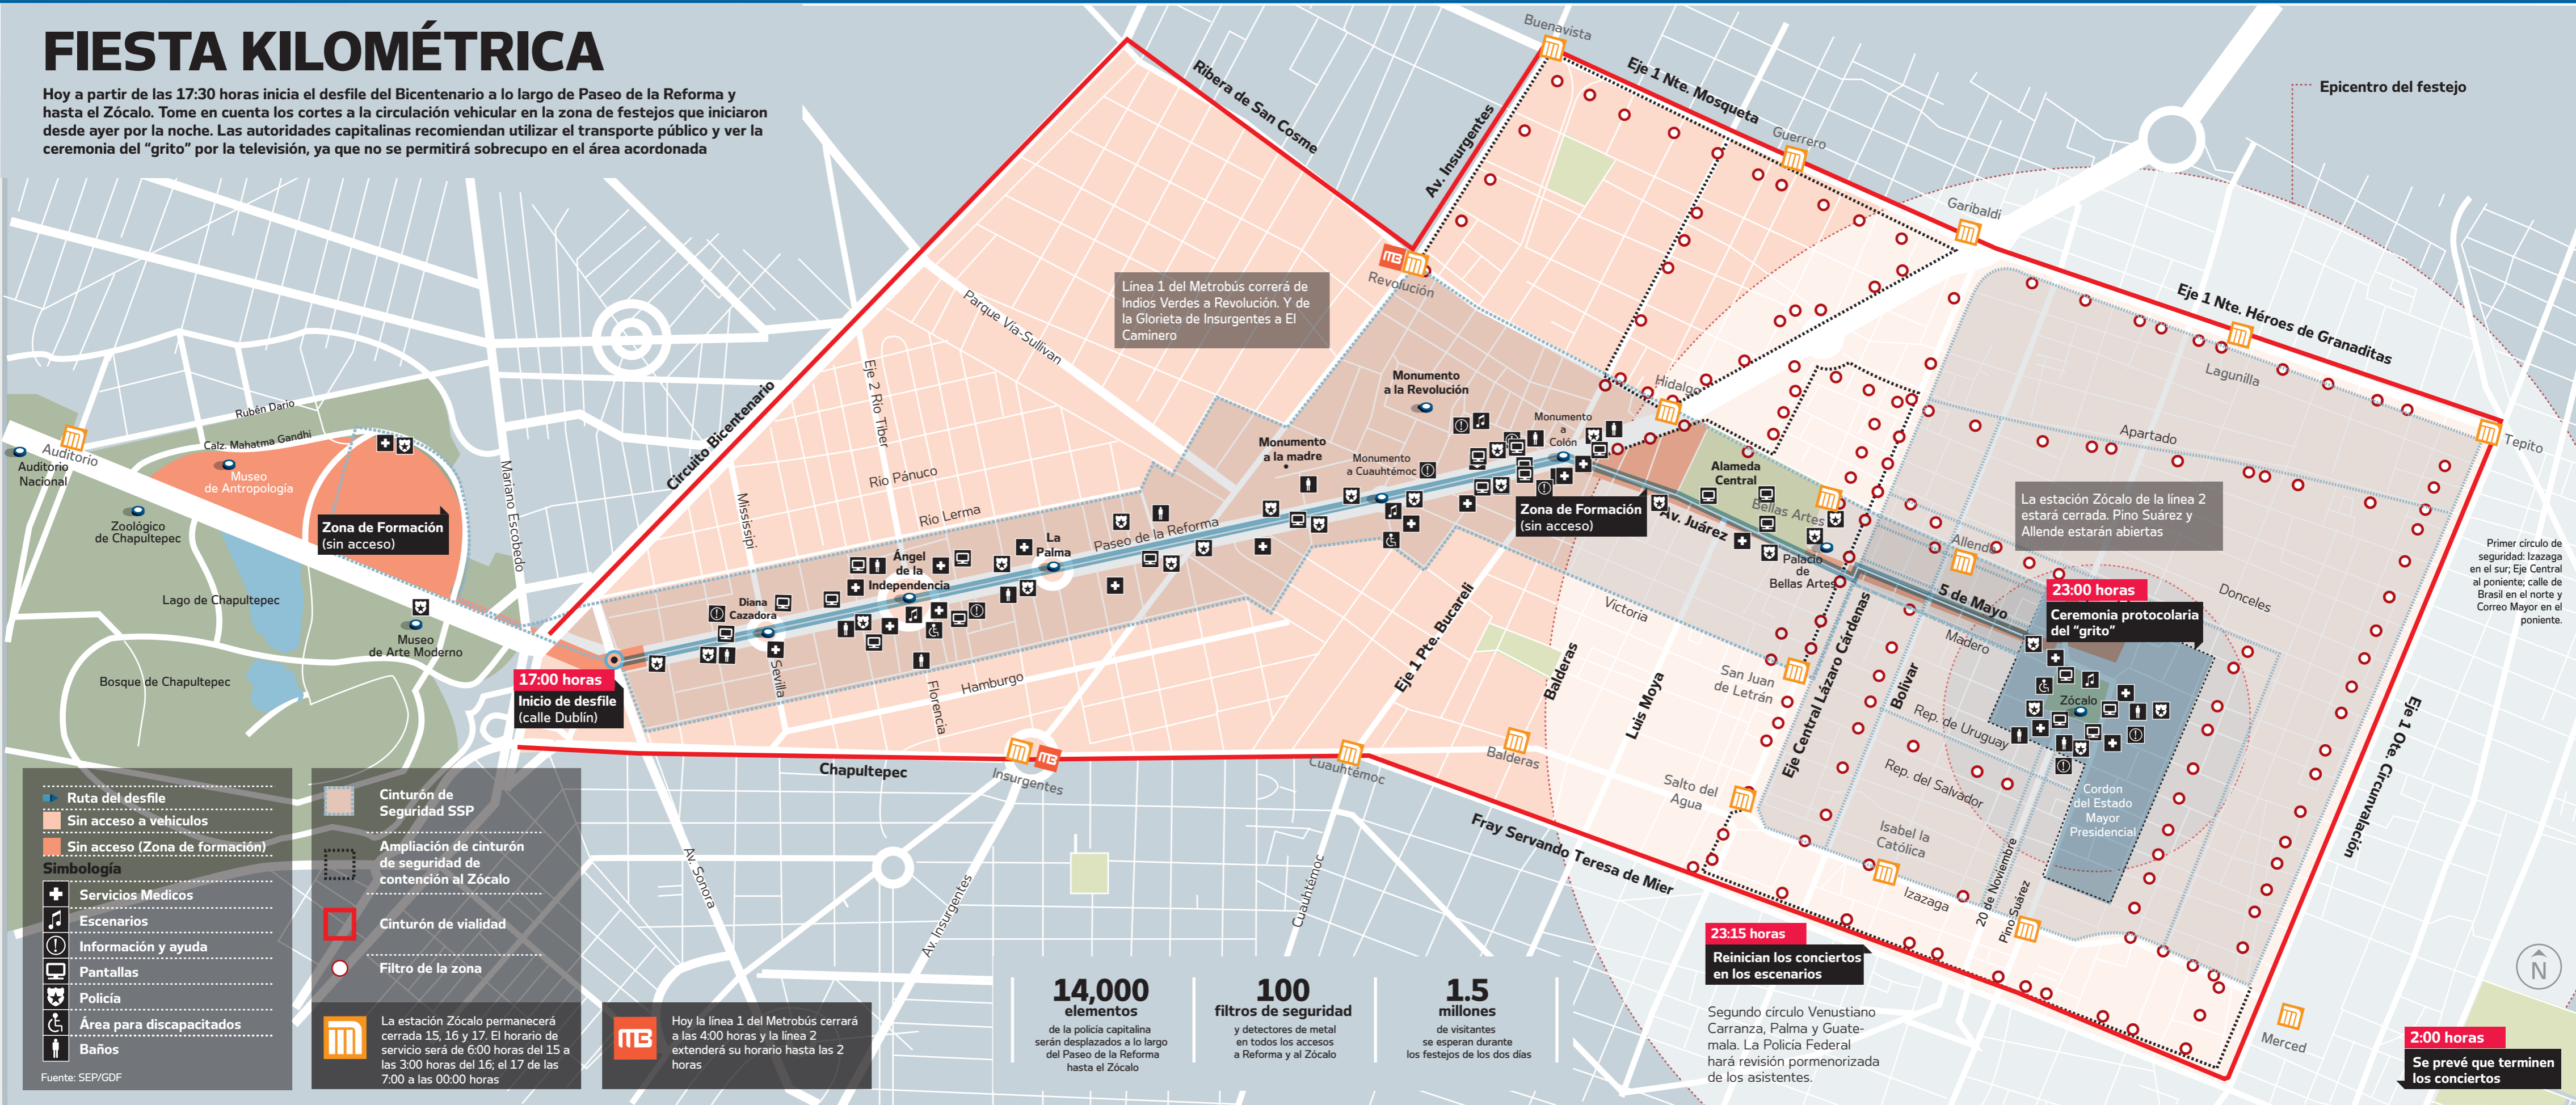 FIESTA KILOMÉTRICA
Hoy a partir de las 17:30 horas inicia el desfile del Bicentenario a lo largo de Paseo de la Reforma y
hasta el Zócalo. Tome en cuenta los cortes a la circulación vehicular en la zona de festejos que iniciaron
desde ayer por la noche. Las autoridades capitalinas recomiendan utilizar el transporte público y ver la
ceremonia del “grito” por la televisión, ya que no se permitirá sobrecupo en el área acordonada
Buenavista
Eje 1 Nte. Mosqueta
Ribera de San Cosme
Av. Insurgentes
Guerrero
Garibaldi
Epicentro del festejo
Eje 1 Nte. Héroes de Granaditas
Lagunilla
Tepito
MB
Revolución
Línea 1 del Metrobús correrá de
Indios Verdes a Revolución. Y de
la Glorieta de Insurgentes a El
Caminero
Parque Via-Sullivan
Circuito Bicentenario
Eje 2 Rio Tiber
Mississipi
Río Pánuco
Río Lerma
Mariano Escobedo
Rubén Dario
Calz. Mahatma Gandhi
Auditorio
Auditorio
Nacional
Museo
de Antropología
Zoológico
de Chapultepec
Zona de Formación
(sin acceso)
Lago de Chapultepec
Museo
de Arte Moderno
Bosque de Chapultepec
17:00 horas
Inicio de desfile
(calle Dublín)
Diana
Cazadora
Sevilla
Ángel
de la
Independencia
Florencia
Hamburgo
La
Palma
Paseo de la Reforma
Monumento
a la madre
Monumento
a la Revolución
Monumento
a Cuauhtémoc
Monumento
a
Colón
Hidalgo
Zona de Formación
(sin acceso)
Alameda
Central
Bellas Artes
Av. Juárez
Palacio
de
Bellas Artes
Apartado
La estación Zócalo de la línea 2
estará cerrada. Pino Suárez y
Allende estarán abiertas
Allende
5 de Mayo
Madero
Donceles
23:00 horas
Ceremonia protocolaria
del “grito”
Primer círculo de
seguridad: Izazaga
en el sur; Eje Central
al poniente; calle de
Brasil en el norte y
Correo Mayor en el
poniente.
Zócalo
Cordon
del Estado
Mayor
Presidencial
Victoria
San Juan
de Letrán
Eje 1 Pte. Bucareli
Balderas
Luis Moya
Eje Central Lázaro Cárdenas
Bolivar
Rep. de Uruguay
Rep. del Salvador
Isabel la
Católica
Izazaga
20 de Noviembre
Pino Suárez
Salto del
Agua
Balderas
Cuauhtémoc
Insurgentes
MB
Chapultepec
Fray Servando Teresa de Mier
Eje 1 Ote. Circunvalación
Merced
Av. Sonora
Av. Insurgentes
Cuauhtémoc
Ruta del desfile
Sin acceso a vehiculos
Sin acceso (Zona de formación)
Simbología
Servicios Medicos
Escenarios
Información y ayuda
Pantallas
Policía
Área para discapacitados
Baños
Fuente: SEP/GDF
Cinturón de
Seguridad SSP
Ampliación de cinturón
de seguridad de
contención al Zócalo
Cinturón de vialidad
Filtro de la zona
La estación Zócalo permanecerá
cerrada 15, 16 y 17. El horario de
servicio será de 6:00 horas del 15 a
las 3:00 horas del 16; el 17 de las
7:00 a las 00:00 horas
MB
Hoy la línea 1 del Metrobús cerrará
a las 4:00 horas y la línea 2
extenderá su horario hasta las 2
horas
14,000
elementos
de la policía capitalina
serán desplazados a lo largo
del Paseo de la Reforma
hasta el Zócalo
100
filtros de seguridad
y detectores de metal
en todos los accesos
a Reforma y al Zócalo
1.5
millones
de visitantes
se esperan durante
los festejos de los dos días
23:15 horas
Reinician los conciertos
en los escenarios
Segundo círculo Venustiano
Carranza, Palma y Guate-
mala. La Policía Federal
hará revisión pormenorizada
de los asistentes.
N
2:00 horas
Se prevé que terminen
los conciertos